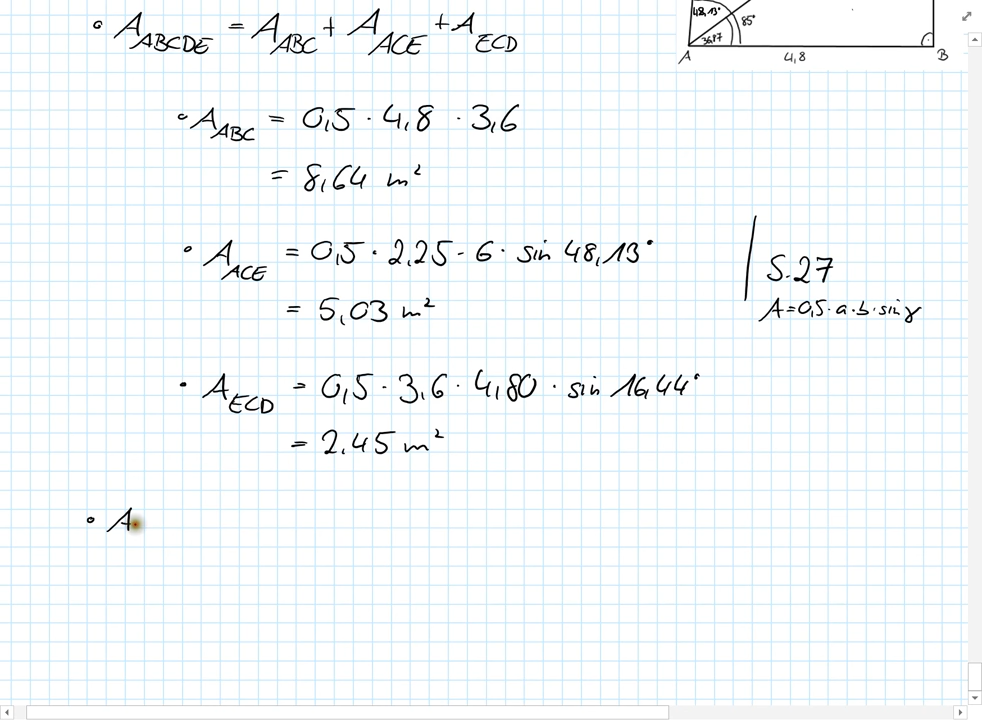 ° A_ABCDE = A_ABC + A_ACE + A_ECD
48,13°
85°
36,87
A
4,8
B
° A_ABC = 0,5 · 4,8 · 3,6
= 8,64 m²
° A_ACE = 0,5 · 2,25 · 6 · sin 48,13°
= 5,03 m²
S. 27
A = 0,5 · a · b · sin γ
· A_ECD = 0,5 · 3,6 · 4,80 · sin 16,44°
= 2,45 m²
° A